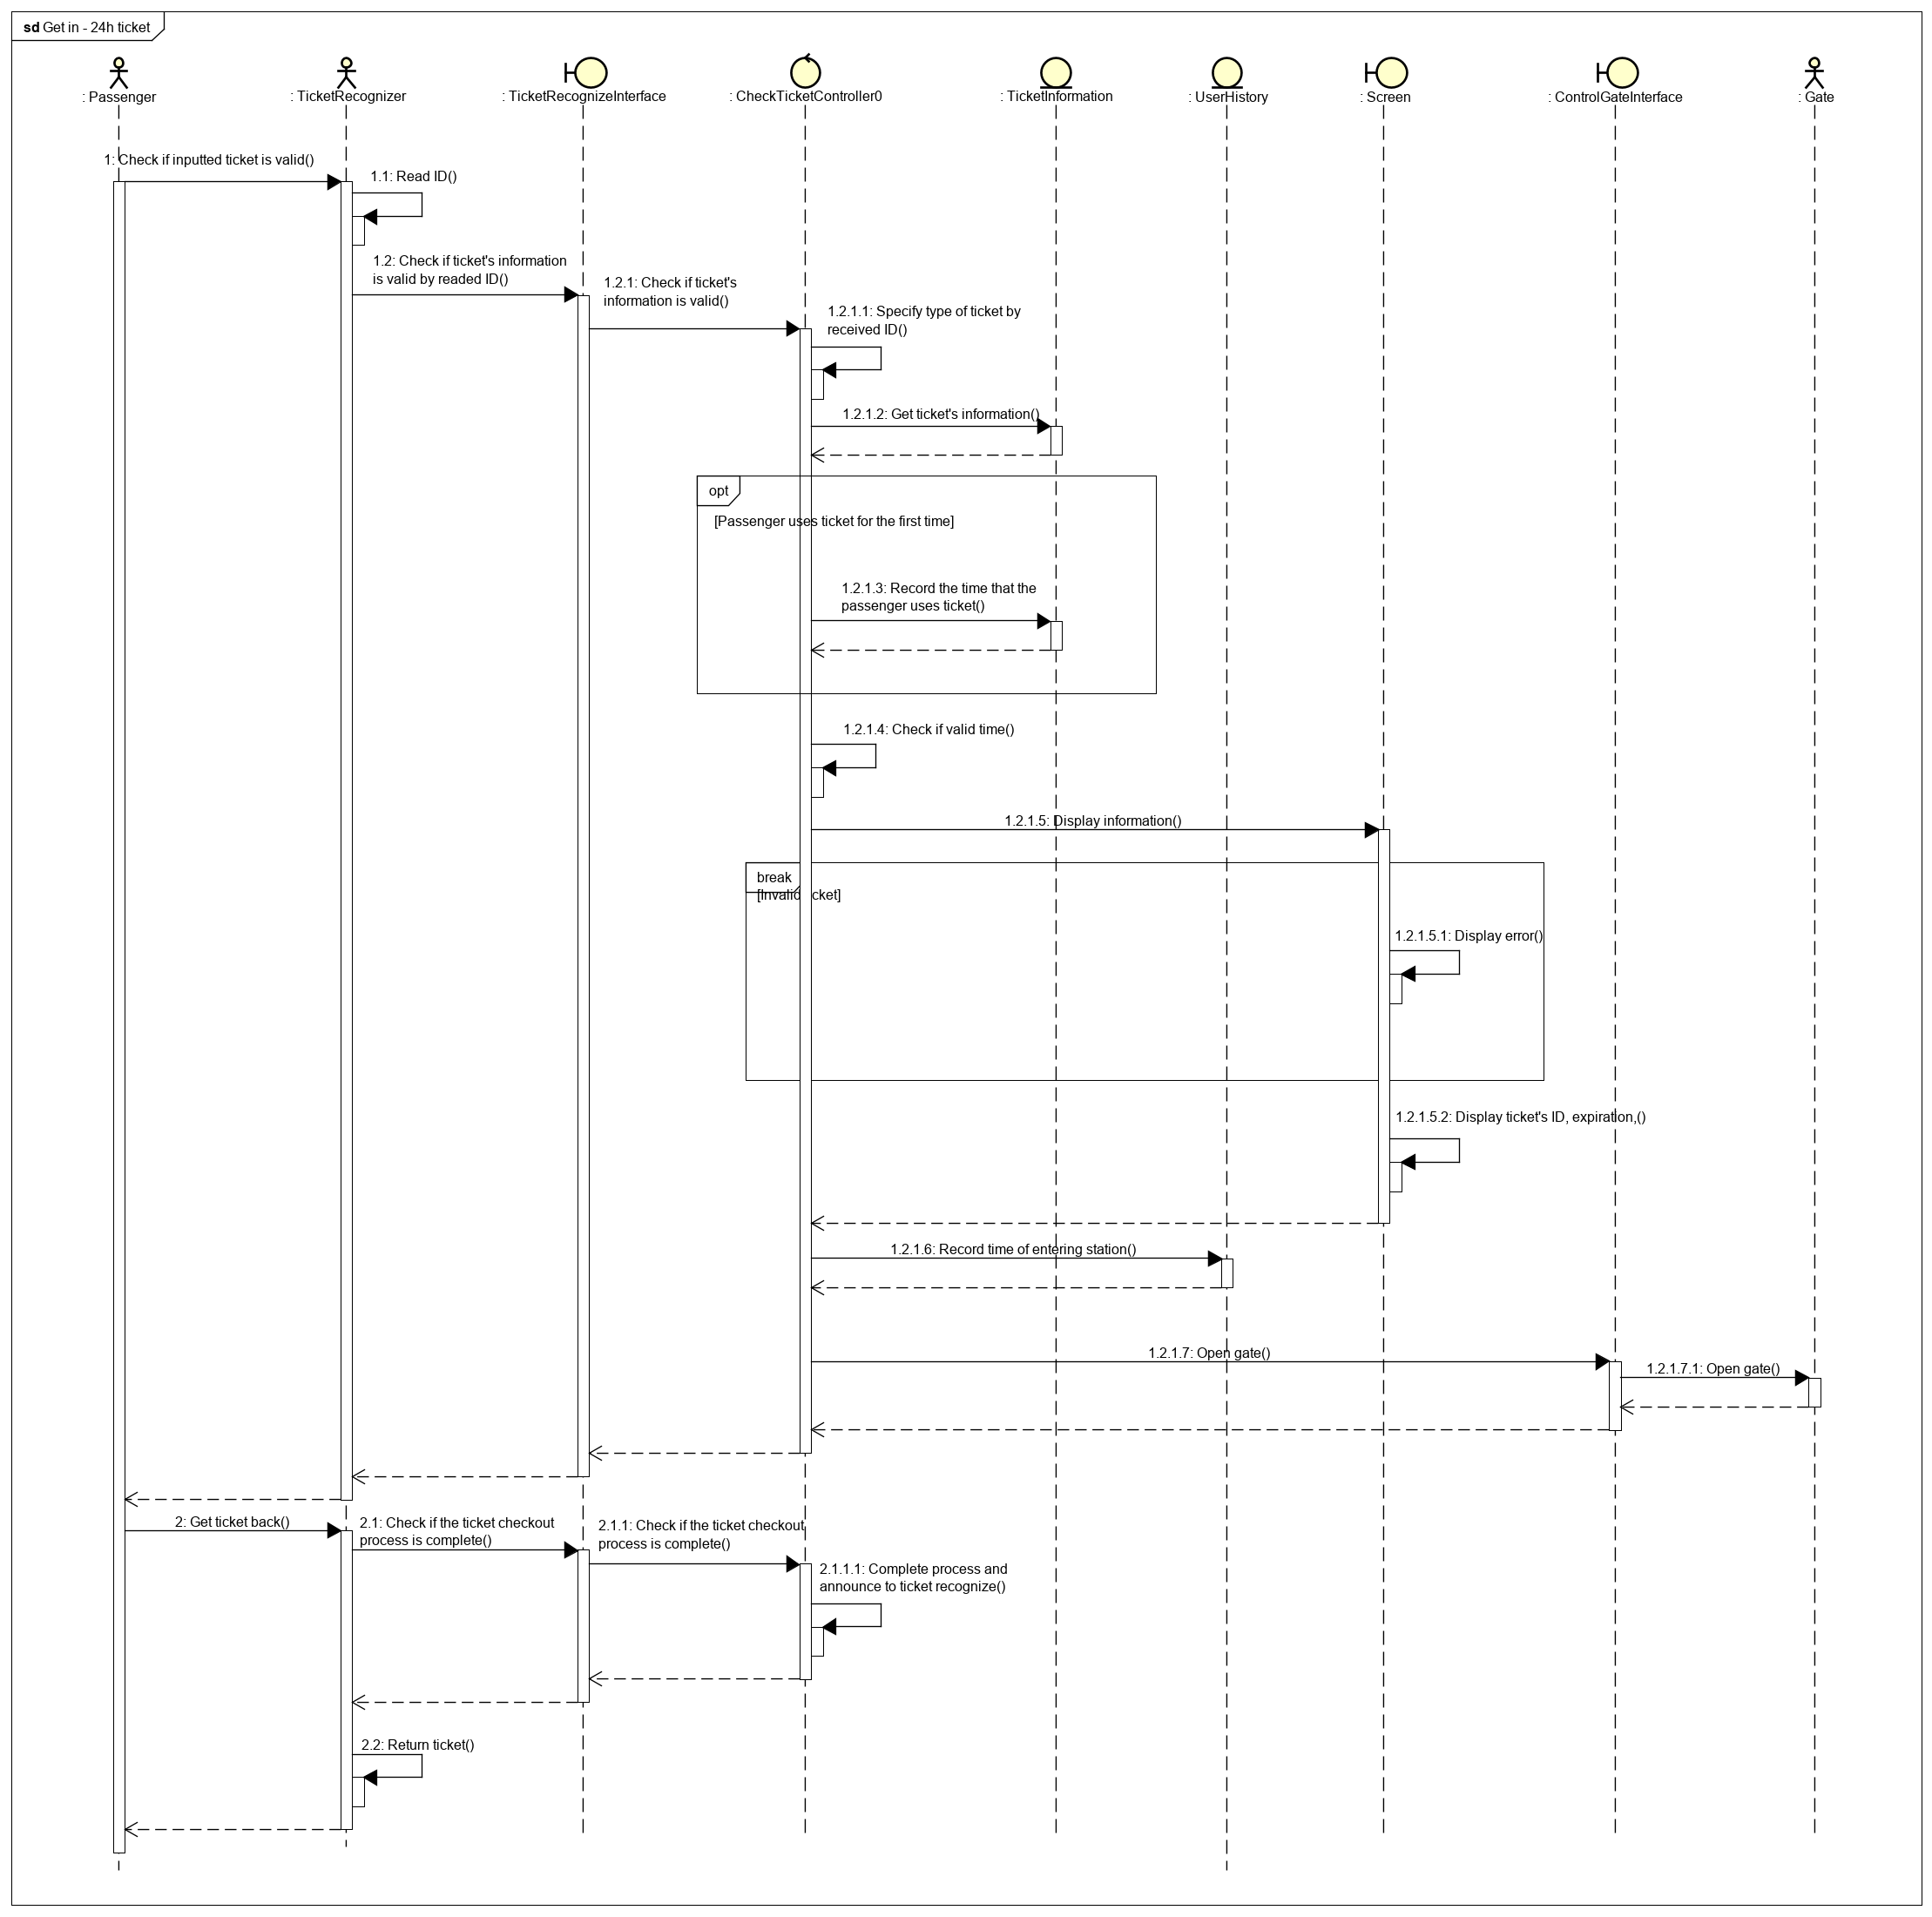 sd Get in - 24h ticket
: Passenger
: TicketRecognizer
: TicketRecognizeInterface
: CheckTicketController0
: TicketInformation
: UserHistory
: Screen
: ControlGateInterface
: Gate
1: Check if inputted ticket is valid()
1.1: Read ID()
1.2: Check if ticket's information
is valid by readed ID()
1.2.1: Check if ticket's
information is valid()
1.2.1.1: Specify type of ticket by
received ID()
1.2.1.2: Get ticket's information()
opt
[Passenger uses ticket for the first time]
1.2.1.3: Record the time that the
passenger uses ticket()
1.2.1.4: Check if valid time()
1.2.1.5: Display information()
break
[Invalid ticket]
1.2.1.5.1: Display error()
1.2.1.5.2: Display ticket's ID, expiration,()
1.2.1.6: Record time of entering station()
1.2.1.7: Open gate()
1.2.1.7.1: Open gate()
2: Get ticket back()
2.1: Check if the ticket checkout
process is complete()
2.1.1: Check if the ticket checkout
process is complete()
2.1.1.1: Complete process and
announce to ticket recognize()
2.2: Return ticket()